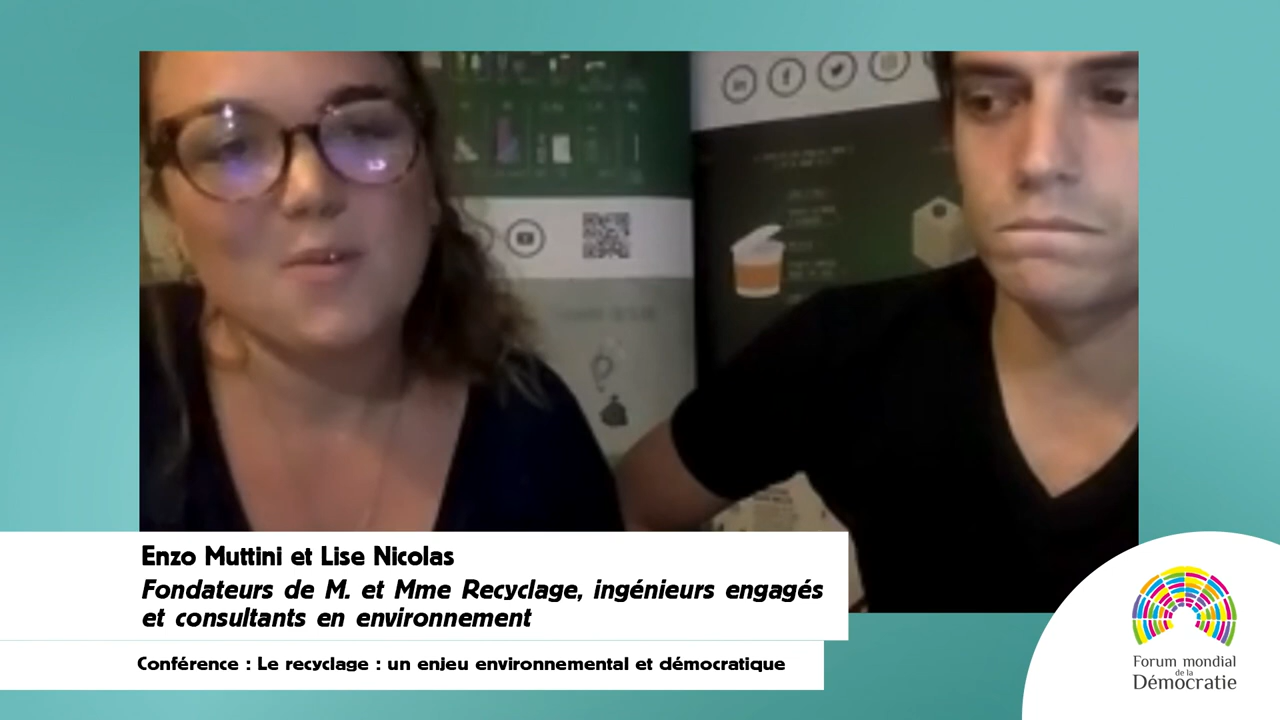 Enzo Muttini et Lise Nicolas
Fondateurs de M. et Mme Recyclage, ingénieurs engagés
et consultants en environnement
Conférence : Le recyclage : un enjeu environnemental et démocratique
Forum mondial
de la
Démocratie